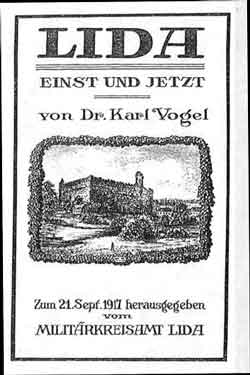 LIDA
EINST UND JETZT
von Dr. Karl Vogel
Zum 21. Sept. 1917 herausgegeben
vom
MILITÄRKREISAMT LIDA